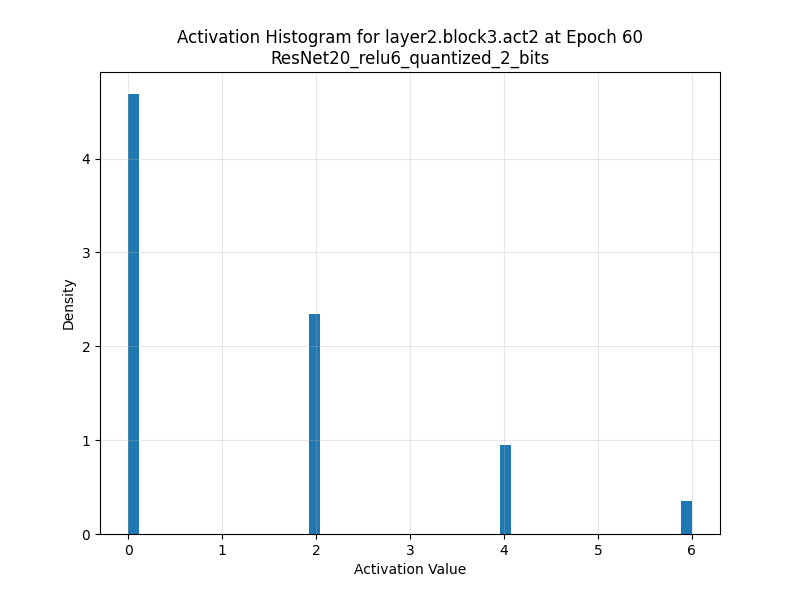 Activation Histogram for layer2.block3.act2 at Epoch 60
ResNet20_relu6_quantized_2_bits
Density
4
3
2
1
0
0 1 2 3 4 5 6
Activation Value